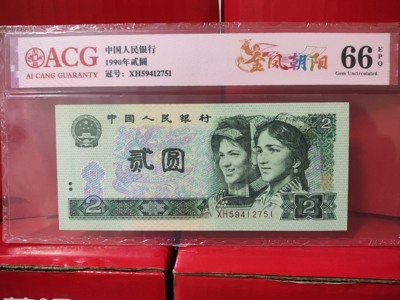 ACG
AI CANG GUARANTY
中国人民银行
1990年贰圆
冠号: XH59412751
金凤朝阳
66 EPQ
Gem Uncirculated
中国人民银行
2
贰圆
XH59412751
2
2